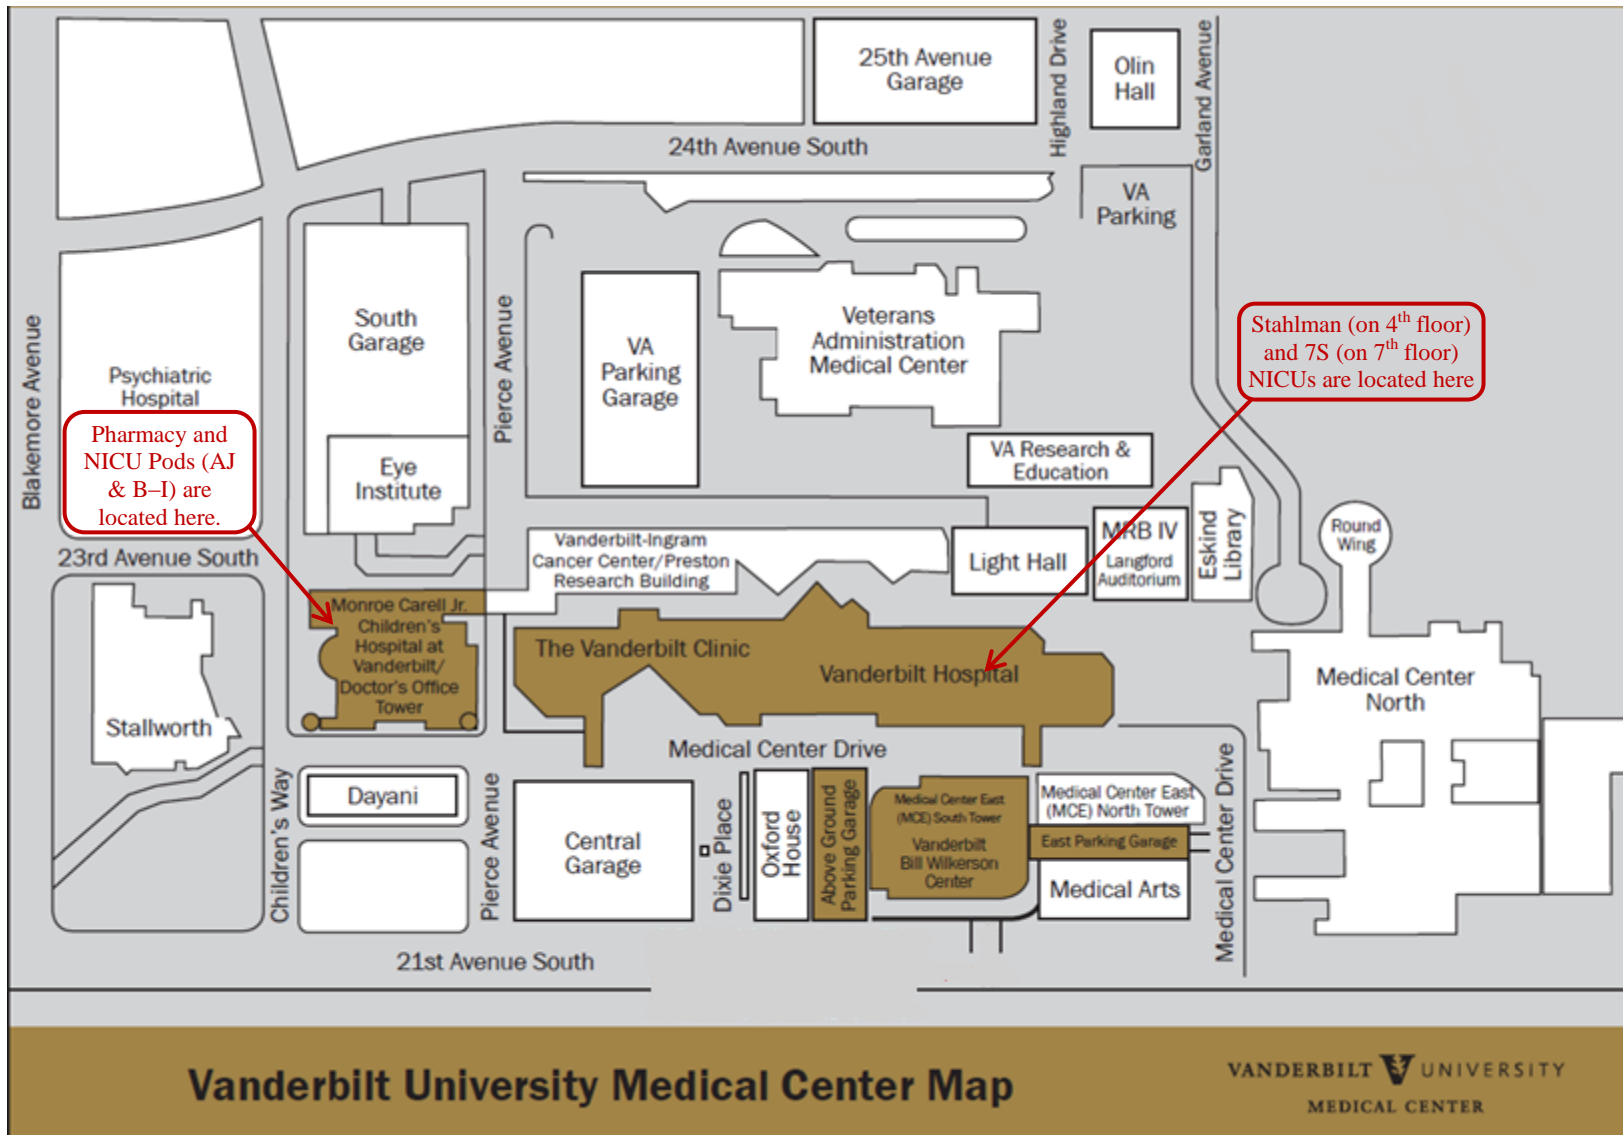 25th Avenue
Garage
Highland Drive
Olin
Hall
Garland Avenue
24th Avenue South
VA
Parking
Blakemore Avenue
Psychiatric
Hospital
South
Garage
Pierce Avenue
VA
Parking
Garage
Veterans
Administration
Medical Center
Stahlman (on 4th floor)
and 7S (on 7th floor)
NICUs are located here
Pharmacy and
NICU Pods (AJ
& B–I) are
located here.
Eye
Institute
VA Research &
Education
23rd Avenue South
Vanderbilt-Ingram
Cancer Center/Preston
Research Building
Light Hall
MRB IV
Langford
Auditorium
Eskind
Library
Round
Wing
Monroe Carell Jr.
Children's
Hospital at
Vanderbilt/
Doctor's Office
Tower
The Vanderbilt Clinic
Vanderbilt Hospital
Medical Center
North
Stallworth
Medical Center Drive
Children's Way
Dayani
Pierce Avenue
Central
Garage
Dixie Place
Oxford
House
Above Ground
Parking Garage
Medical Center East
(MCE) South Tower
Vanderbilt
Bill Wilkerson
Center
Medical Center East
(MCE) North Tower
East Parking Garage
Medical Arts
Medical Center Drive
21st Avenue South
Vanderbilt University Medical Center Map
VANDERBILT UNIVERSITY
MEDICAL CENTER